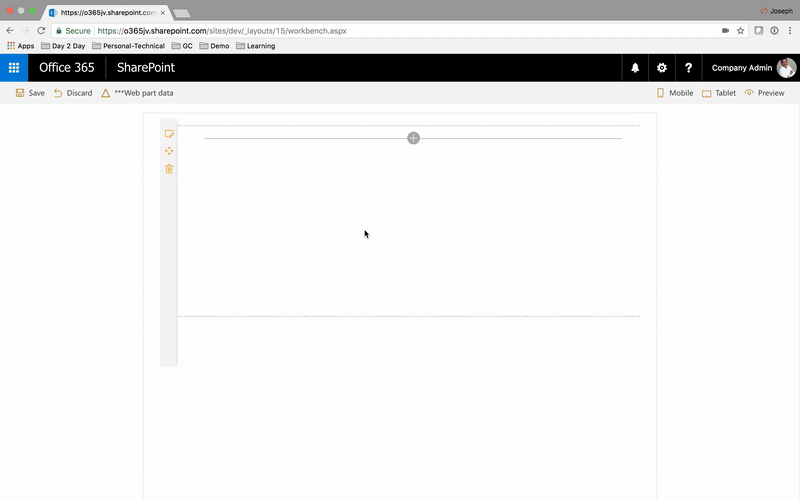 https://o365jv.sharepoint.com
Joseph
Secure https://o365jv.sharepoint.com/sites/dev/_layouts/15/workbench.aspx
Apps Day 2 Day Personal-Technical GC Demo Learning
Office 365 SharePoint Company Admin
Save Discard ***Web part data Mobile Tablet Preview